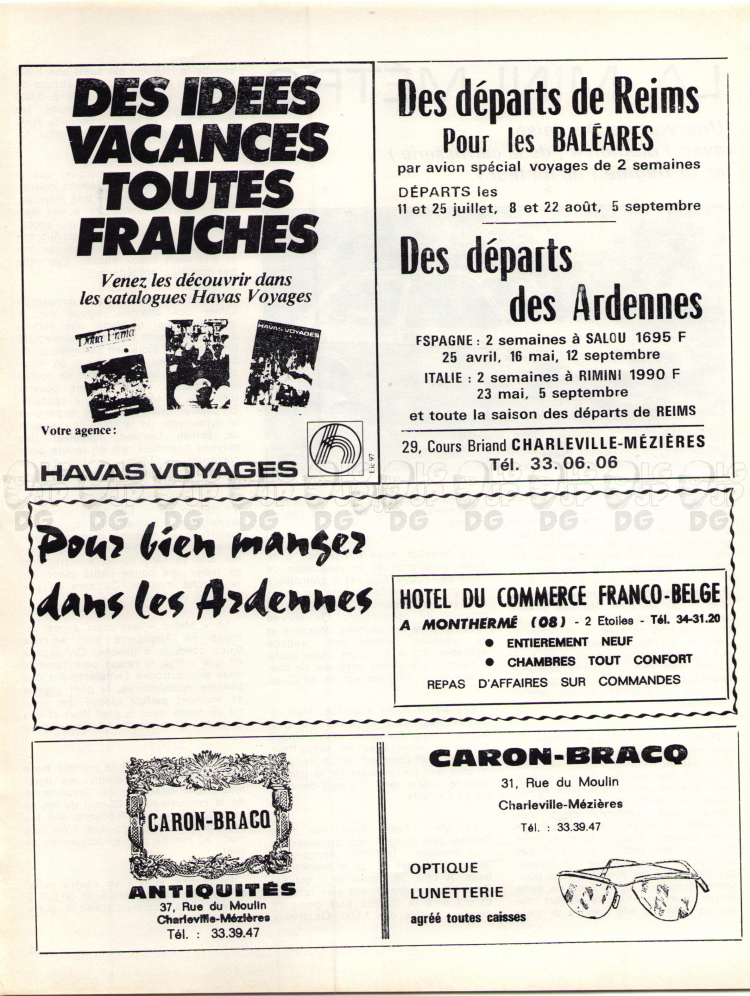 DES IDEES
VACANCES
TOUTES
FRAICHES
Venez les découvrir dans
les catalogues Havas Voyages
HAVAS VOYAGES
Votre agence :
HAVAS VOYAGES
Des départs de Reims
Pour les BALÉARES
par avion spécial voyages de 2 semaines
DÉPARTS les
11 et 25 juillet, 8 et 22 août, 5 septembre
Des départs
des Ardennes
FSPAGNE : 2 semaines à SALOU 1695 F
25 avril, 16 mai, 12 septembre
ITALIE : 2 semaines à RIMINI 1990 F
23 mai, 5 septembre
et toute la saison des départs de REIMS
29, Cours Briand CHARLEVILLE-MÉZIÈRES
Tél. 33.06.06
Pour bien manger
dans les Ardennes
HOTEL DU COMMERCE FRANCO-BELGE
A MONTHERMÉ (08) - 2 Etoiles - Tél. 34-31.20
● ENTIEREMENT NEUF
● CHAMBRES TOUT CONFORT
REPAS D'AFFAIRES SUR COMMANDES
CARON-BRACQ
ANTIQUITÉS
37, Rue du Moulin
Charleville-Mézières
Tél. : 33.39.47
CARON-BRACQ
31, Rue du Moulin
Charleville-Mézières
Tél. : 33.39.47
OPTIQUE
LUNETTERIE
agréé toutes caisses